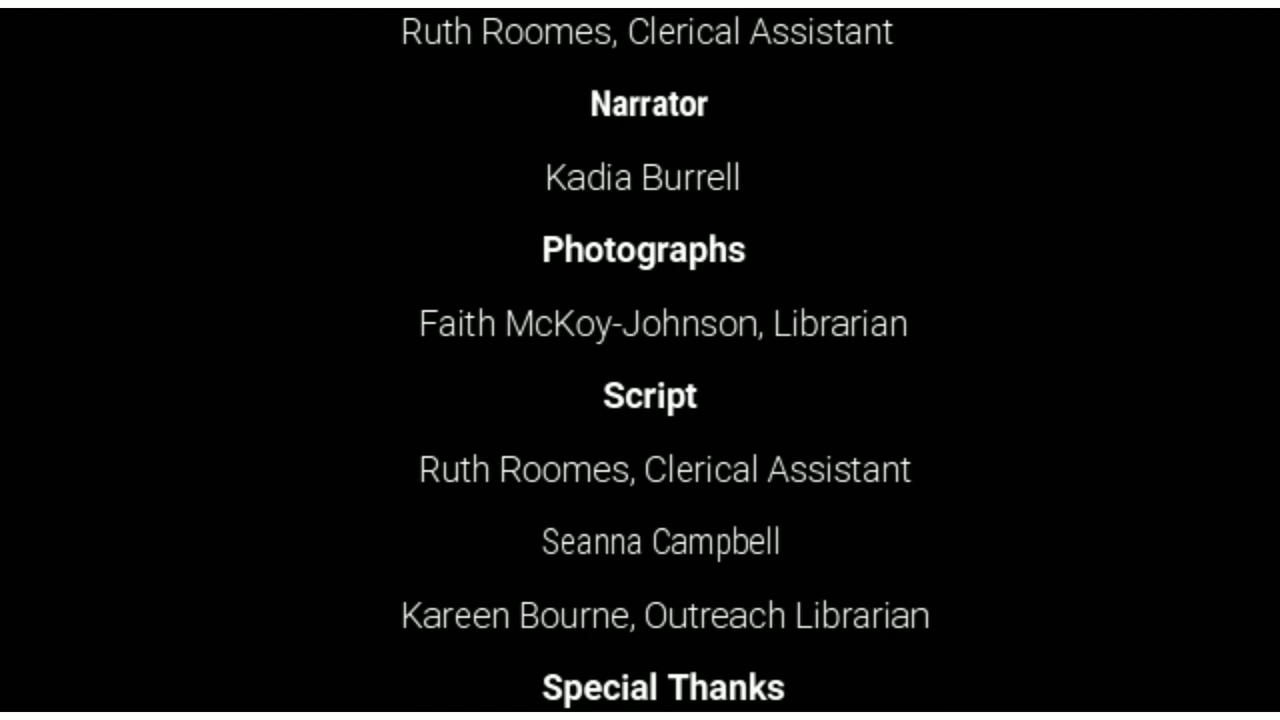 Ruth Roomes, Clerical Assistant
Narrator
Kadia Burrell
Photographs
Faith McKoy-Johnson, Librarian
Script
Ruth Roomes, Clerical Assistant
Seanna Campbell
Kareen Bourne, Outreach Librarian
Special Thanks